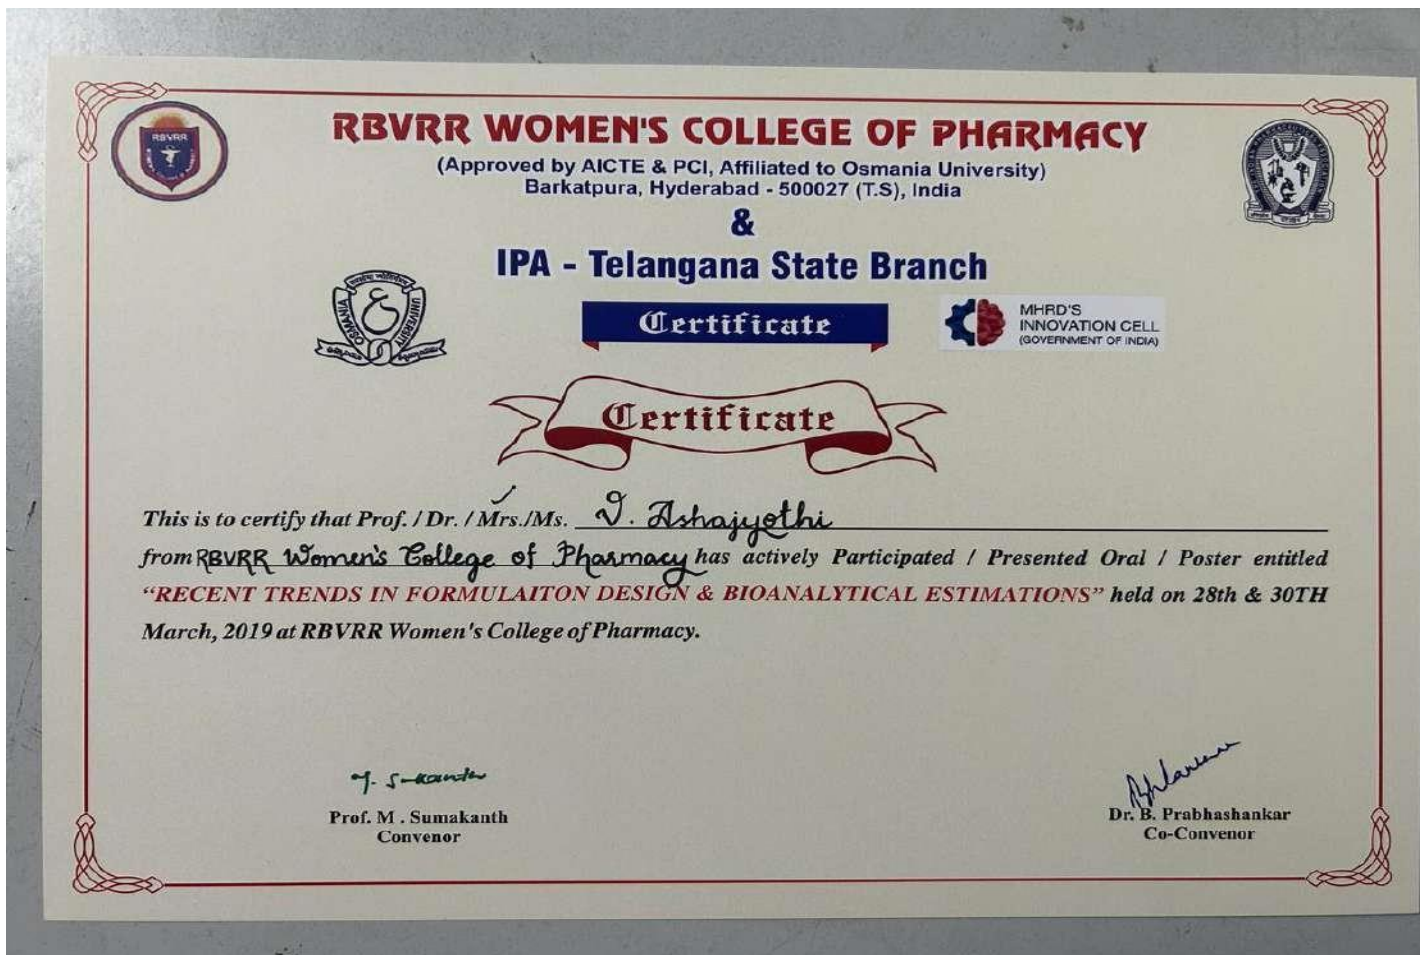 RBVRR
RBVRR WOMEN'S COLLEGE OF PHARMACY
(Approved by AICTE & PCI, Affiliated to Osmania University)
Barkatpura, Hyderabad - 500027 (T.S), India
&
IPA - Telangana State Branch
OSMANIA UNIVERSITY
Certificate
MHRD'S
INNOVATION CELL
(GOVERNMENT OF INDIA)
Certificate
This is to certify that Prof. / Dr. / Mrs./Ms. V. Ashajyothi
from RBVRR Women's College of Pharmacy has actively Participated / Presented Oral / Poster entitled
“RECENT TRENDS IN FORMULAITON DESIGN & BIOANALYTICAL ESTIMATIONS” held on 28th & 30TH
March, 2019 at RBVRR Women's College of Pharmacy.
Prof. M . Sumakanth
Convenor
Dr. B. Prabhashankar
Co-Convenor